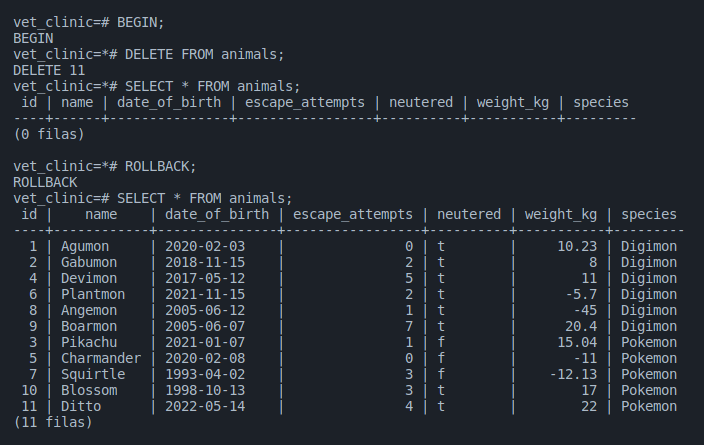 vet_clinic=# BEGIN;
BEGIN
vet_clinic=*# DELETE FROM animals;
DELETE 11
vet_clinic=*# SELECT * FROM animals;
 id | name | date_of_birth | escape_attempts | neutered | weight_kg | species
----+------+---------------+-----------------+----------+-----------+---------
(0 filas)

vet_clinic=*# ROLLBACK;
ROLLBACK
vet_clinic=# SELECT * FROM animals;
 id |    name    | date_of_birth | escape_attempts | neutered | weight_kg | species
----+------------+---------------+-----------------+----------+-----------+---------
  1 | Agumon     | 2020-02-03    |               0 | t        |     10.23 | Digimon
  2 | Gabumon    | 2018-11-15    |               2 | t        |         8 | Digimon
  4 | Devimon    | 2017-05-12    |               5 | t        |        11 | Digimon
  6 | Plantmon   | 2021-11-15    |               2 | t        |      -5.7 | Digimon
  8 | Angemon    | 2005-06-12    |               1 | t        |       -45 | Digimon
  9 | Boarmon    | 2005-06-07    |               7 | t        |      20.4 | Digimon
  3 | Pikachu    | 2021-01-07    |               1 | f        |     15.04 | Pokemon
  5 | Charmander | 2020-02-08    |               0 | f        |       -11 | Pokemon
  7 | Squirtle   | 1993-04-02    |               3 | f        |    -12.13 | Pokemon
 10 | Blossom    | 1998-10-13    |               3 | t        |        17 | Pokemon
 11 | Ditto      | 2022-05-14    |               4 | t        |        22 | Pokemon
(11 filas)